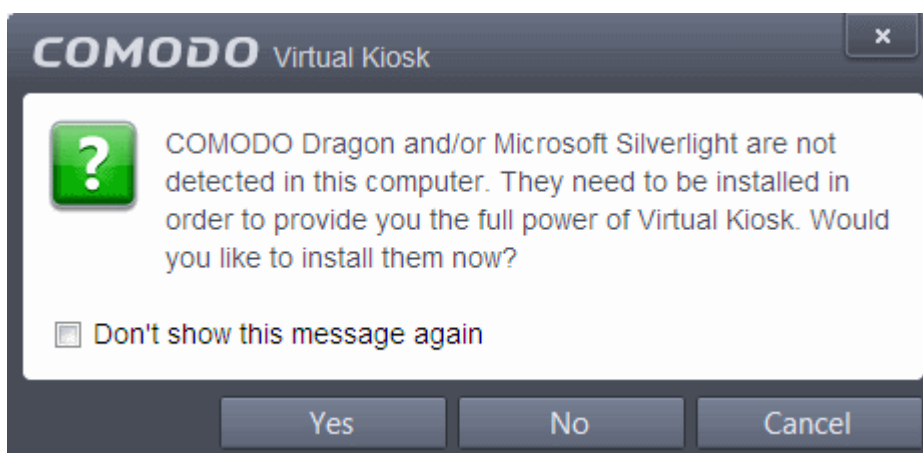 COMODO Virtual Kiosk
×
?
COMODO Dragon and/or Microsoft Silverlight are not
detected in this computer. They need to be installed in
order to provide you the full power of Virtual Kiosk. Would
you like to install them now?
Don't show this message again
Yes
No
Cancel